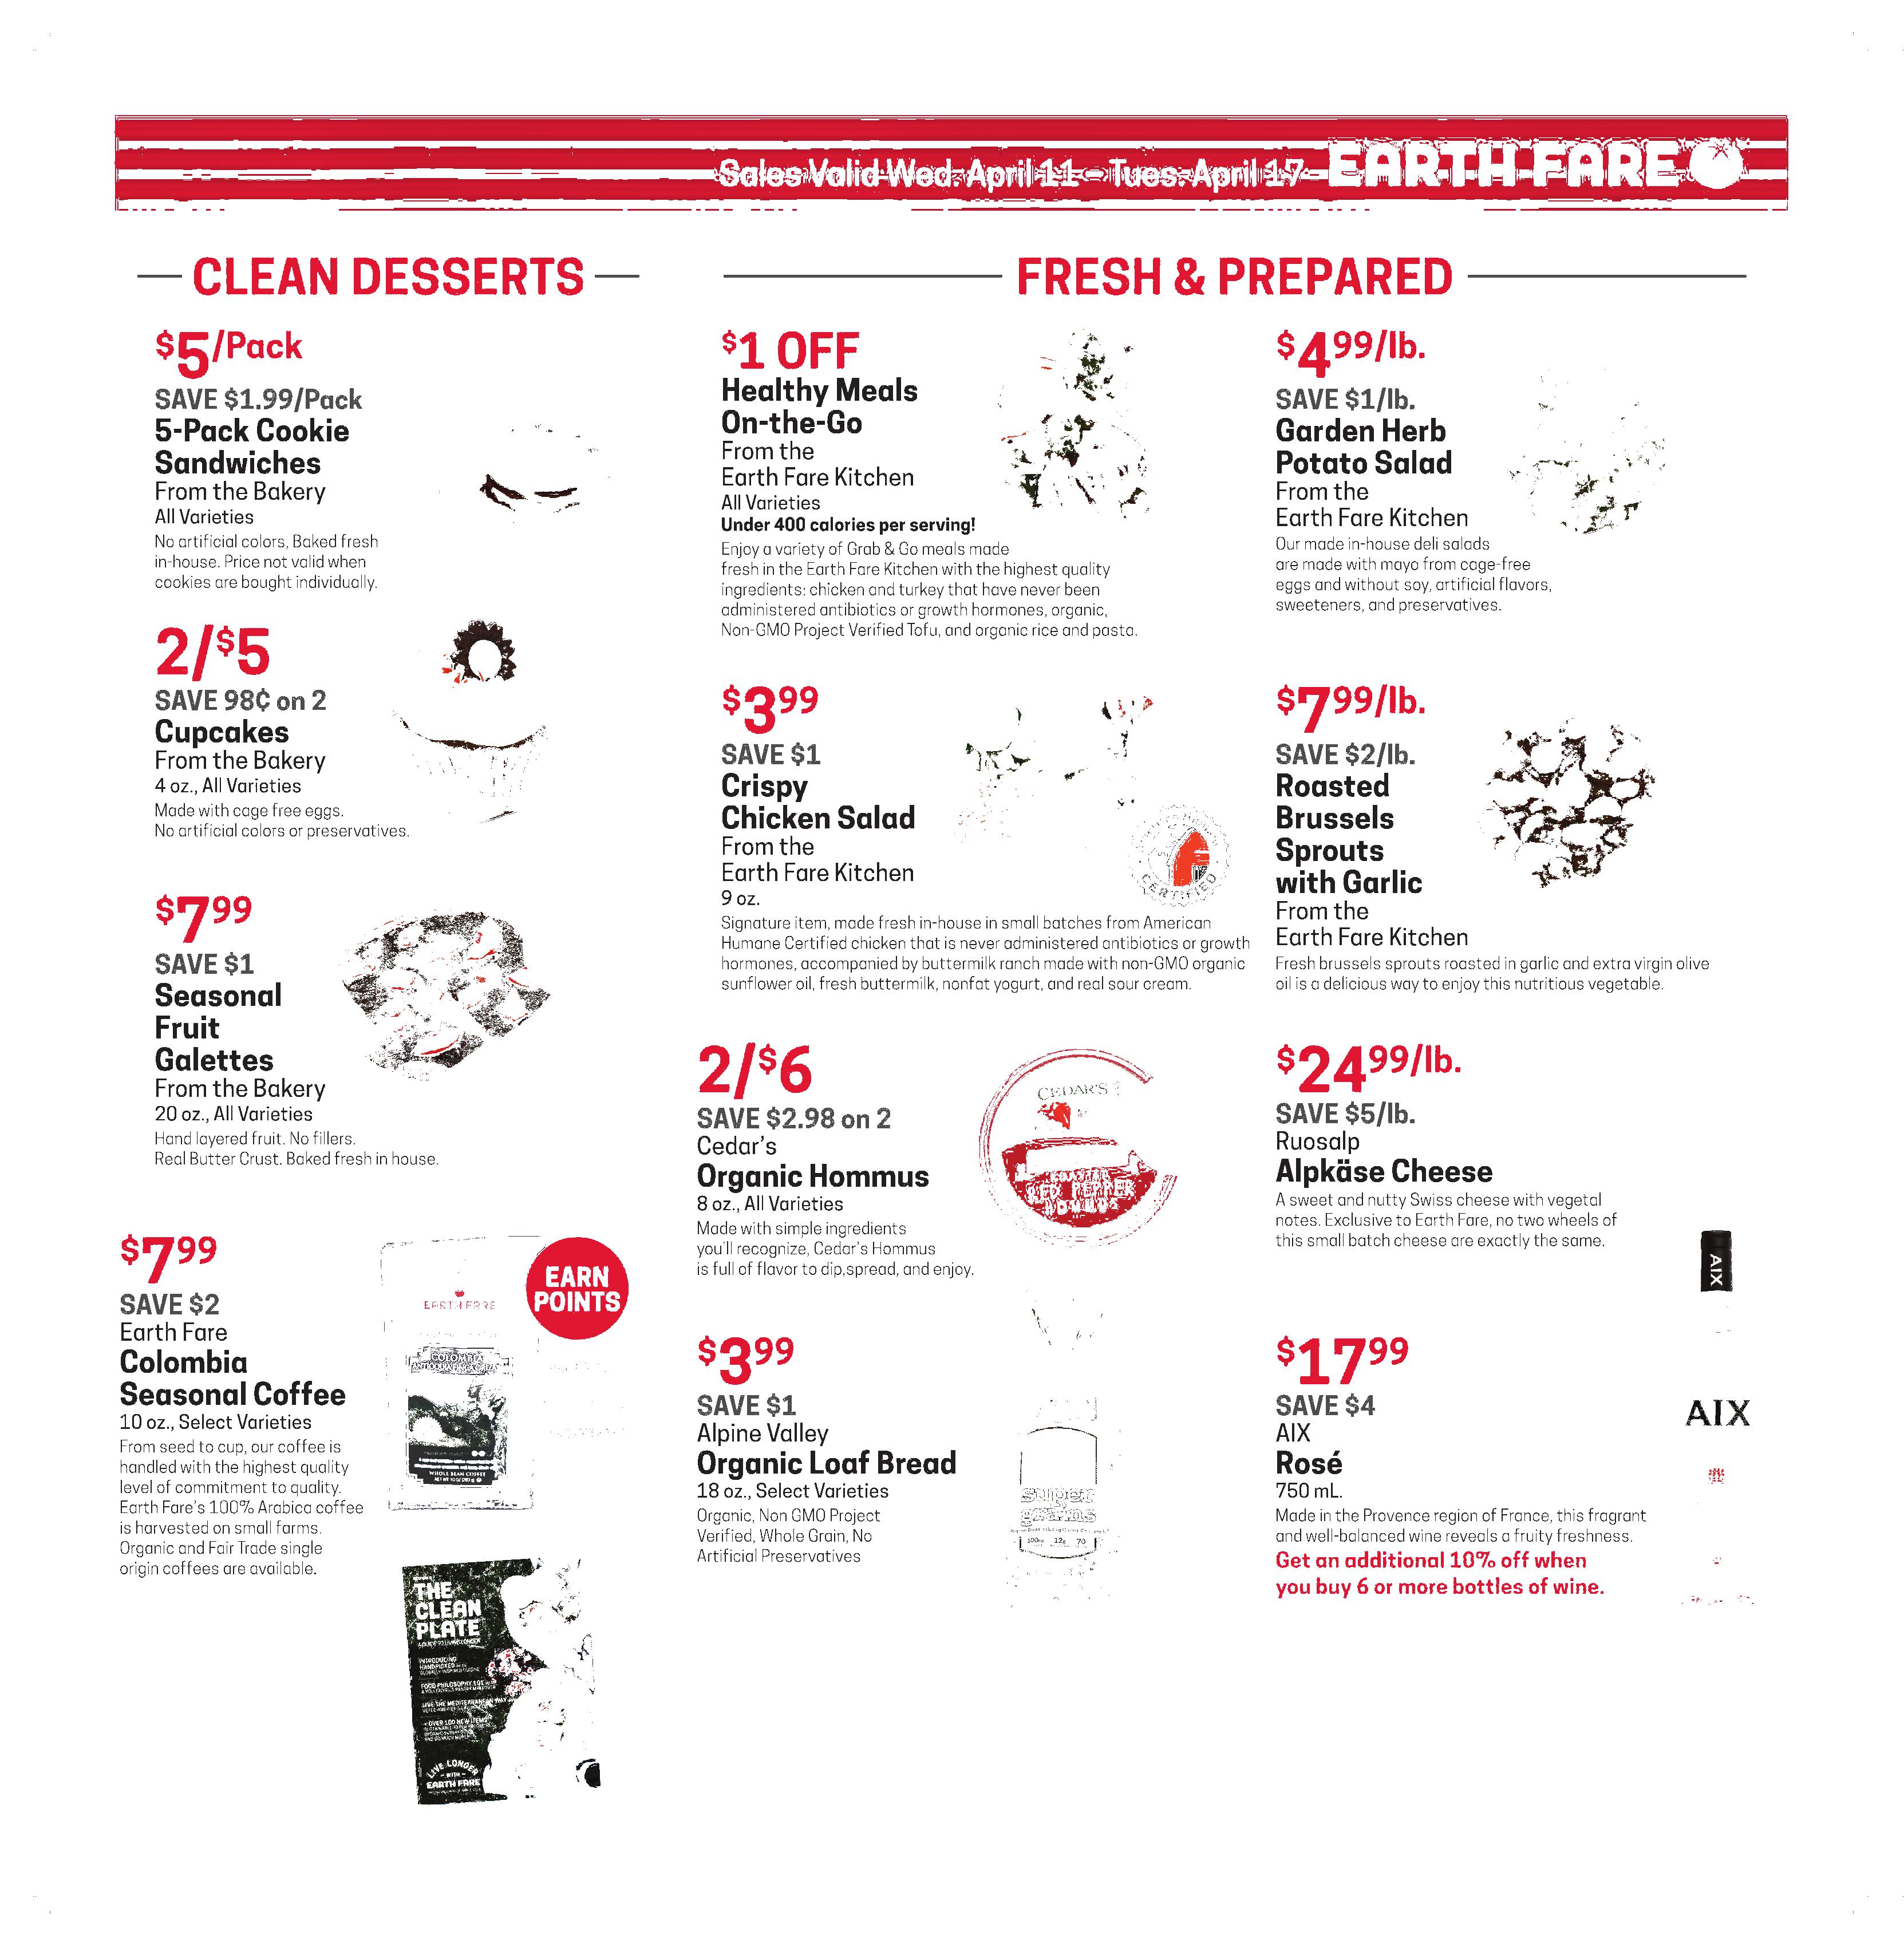 Sales Valid Wed. April 11 - Tues. April 17 EARTH FARE
CLEAN DESSERTS
$5/Pack
SAVE $1.99/Pack
5-Pack Cookie
Sandwiches
From the Bakery
All Varieties
No artificial colors, Baked fresh
in-house. Price not valid when
cookies are bought individually.
2/$5
SAVE 98¢ on 2
Cupcakes
From the Bakery
4 oz., All Varieties
Made with cage free eggs.
No artificial colors or preservatives.
$7 99
SAVE $1
Seasonal
Fruit
Galettes
From the Bakery
20 oz., All Varieties
Hand layered fruit. No fillers.
Real Butter Crust. Baked fresh in house.
$7 99
SAVE $2
Earth Fare
Colombia
Seasonal Coffee
10 oz., Select Varieties
From seed to cup, our coffee is
handled with the highest quality
level of commitment to quality.
Earth Fare's 100% Arabica coffee
is harvested on small farms.
Organic and Fair Trade single
origin coffees are available.
EARTH FARE
COLOMBIA
WHOLE BEAN COFFEE
EARN
POINTS
THE
CLEAN
PLATE
INTRODUCING
HANDPICKED
FOOD PHILOSOPHY 101
LIVE THE MEDITERRANEAN WAY
+ OVER 100 NEW ITEMS
LIVE LONGER
WITH
EARTH FARE
FRESH & PREPARED
$1 OFF
Healthy Meals
On-the-Go
From the
Earth Fare Kitchen
All Varieties
Under 400 calories per serving!
Enjoy a variety of Grab & Go meals made
fresh in the Earth Fare Kitchen with the highest quality
ingredients: chicken and turkey that have never been
administered antibiotics or growth hormones, organic,
Non-GMO Project Verified Tofu, and organic rice and pasta.
$3 99
SAVE $1
Crispy
Chicken Salad
From the
Earth Fare Kitchen
9 oz.
Signature item, made fresh in-house in small batches from American
Humane Certified chicken that is never administered antibiotics or growth
hormones, accompanied by buttermilk ranch made with non-GMO organic
sunflower oil, fresh buttermilk, nonfat yogurt, and real sour cream.
CERTIFIED
2/$6
SAVE $2.98 on 2
Cedar's
Organic Hommus
8 oz., All Varieties
Made with simple ingredients
you'll recognize, Cedar's Hommus
is full of flavor to dip,spread, and enjoy.
CEDAR'S
ROASTED
RED PEPPER
HOMMUS
$3 99
SAVE $1
Alpine Valley
Organic Loaf Bread
18 oz., Select Varieties
Organic, Non GMO Project
Verified, Whole Grain, No
Artificial Preservatives
super
grains
$4 99/lb.
SAVE $1/lb.
Garden Herb
Potato Salad
From the
Earth Fare Kitchen
Our made in-house deli salads
are made with mayo from cage-free
eggs and without soy, artificial flavors,
sweeteners, and preservatives.
$7 99/lb.
SAVE $2/lb.
Roasted
Brussels
Sprouts
with Garlic
From the
Earth Fare Kitchen
Fresh brussels sprouts roasted in garlic and extra virgin olive
oil is a delicious way to enjoy this nutritious vegetable.
$24 99/lb.
SAVE $5/lb.
Ruosalp
Alpkäse Cheese
A sweet and nutty Swiss cheese with vegetal
notes. Exclusive to Earth Fare, no two wheels of
this small batch cheese are exactly the same.
$17 99
SAVE $4
AIX
Rosé
750 mL.
Made in the Provence region of France, this fragrant
and well-balanced wine reveals a fruity freshness.
Get an additional 10% off when
you buy 6 or more bottles of wine.
AIX
AIX